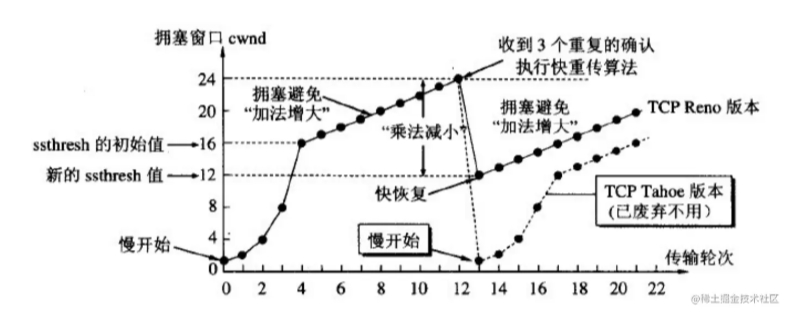 拥塞窗口 cwnd
收到 3 个重复的确认
执行快重传算法
24
拥塞避免
“加法增大”
拥塞避免
“加法增大”
TCP Reno 版本
20
“乘法减小”
ssthresh 的初始值
16
新的 ssthresh 值
12
快恢复
TCP Tahoe 版本
(已废弃不用)
8
慢开始
4
慢开始
0
传输轮次
0 2 4 6 8 10 12 14 16 18 20 22
@稀土掘金技术社区